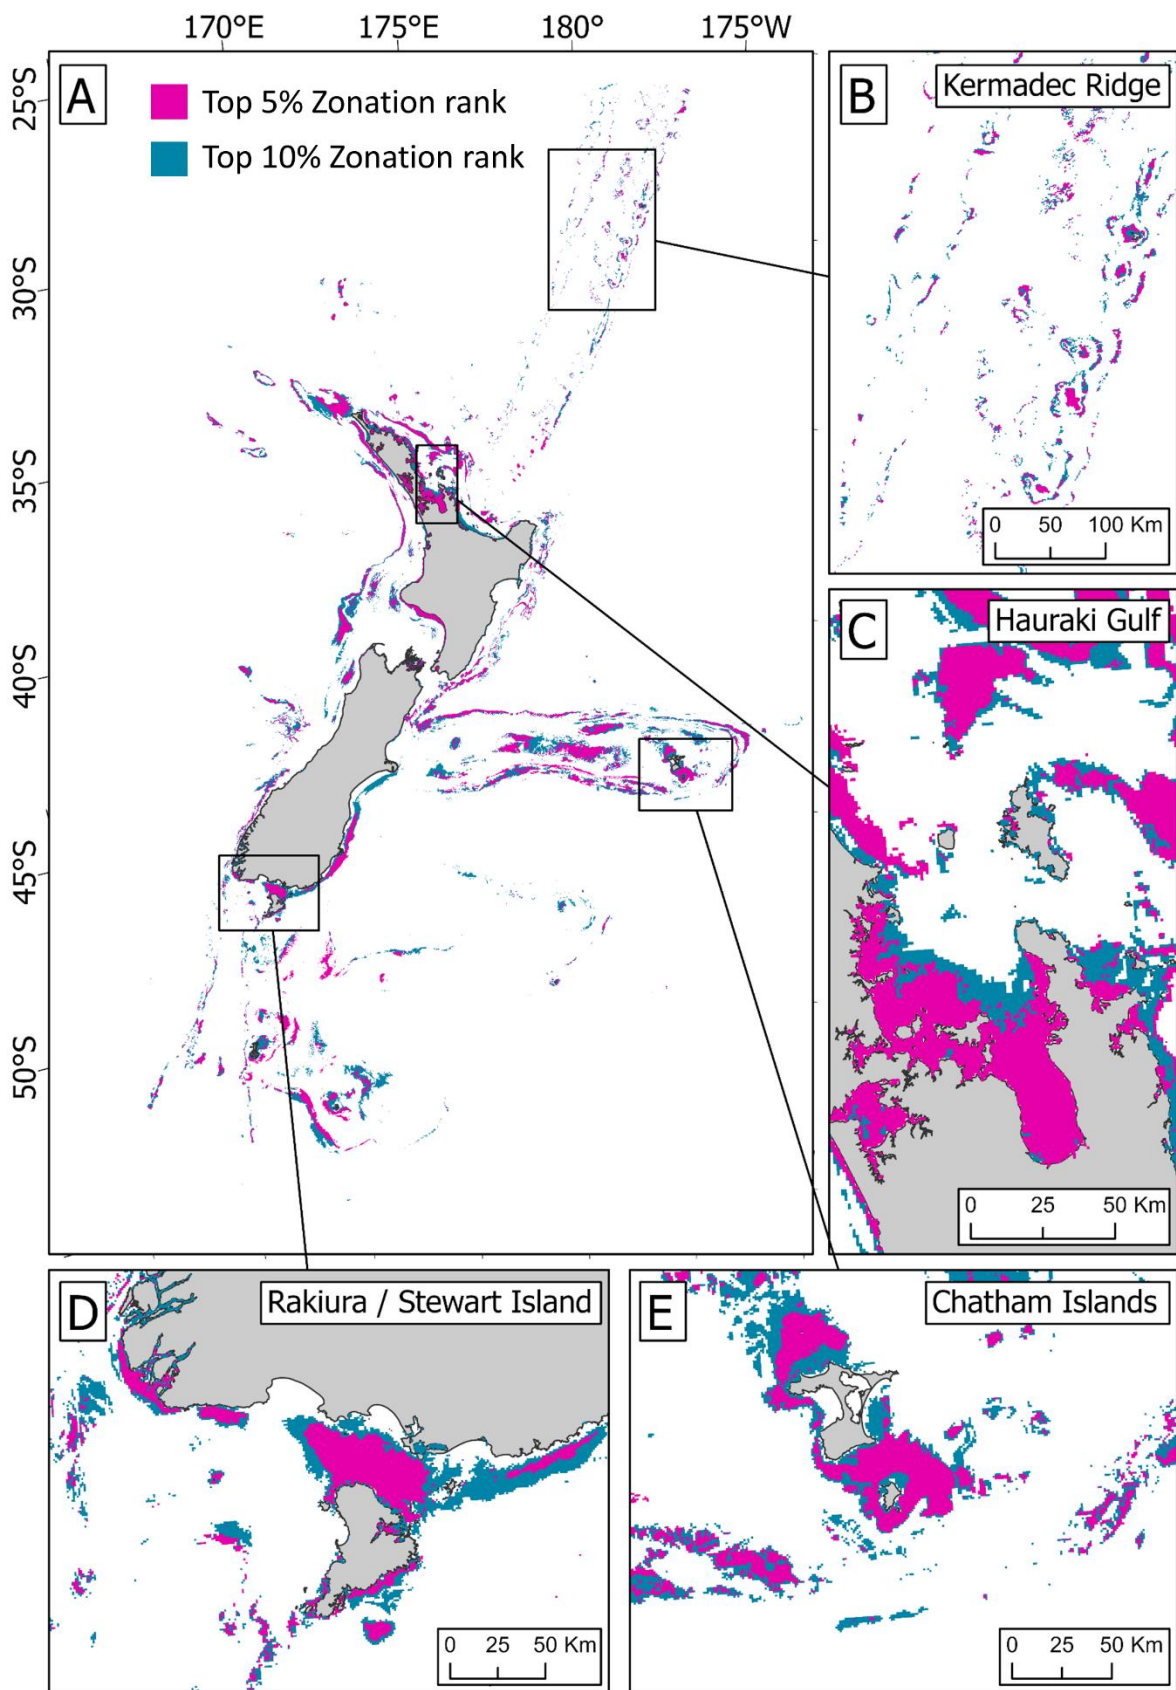 170°E 175°E 180° 175°W
A
Top 5% Zonation rank
Top 10% Zonation rank
25°S
30°S
35°S
40°S
45°S
50°S
B
Kermadec Ridge
0 50 100 Km
C
Hauraki Gulf
0 25 50 Km
D
Rakiura / Stewart Island
0 25 50 Km
E
Chatham Islands
0 25 50 Km